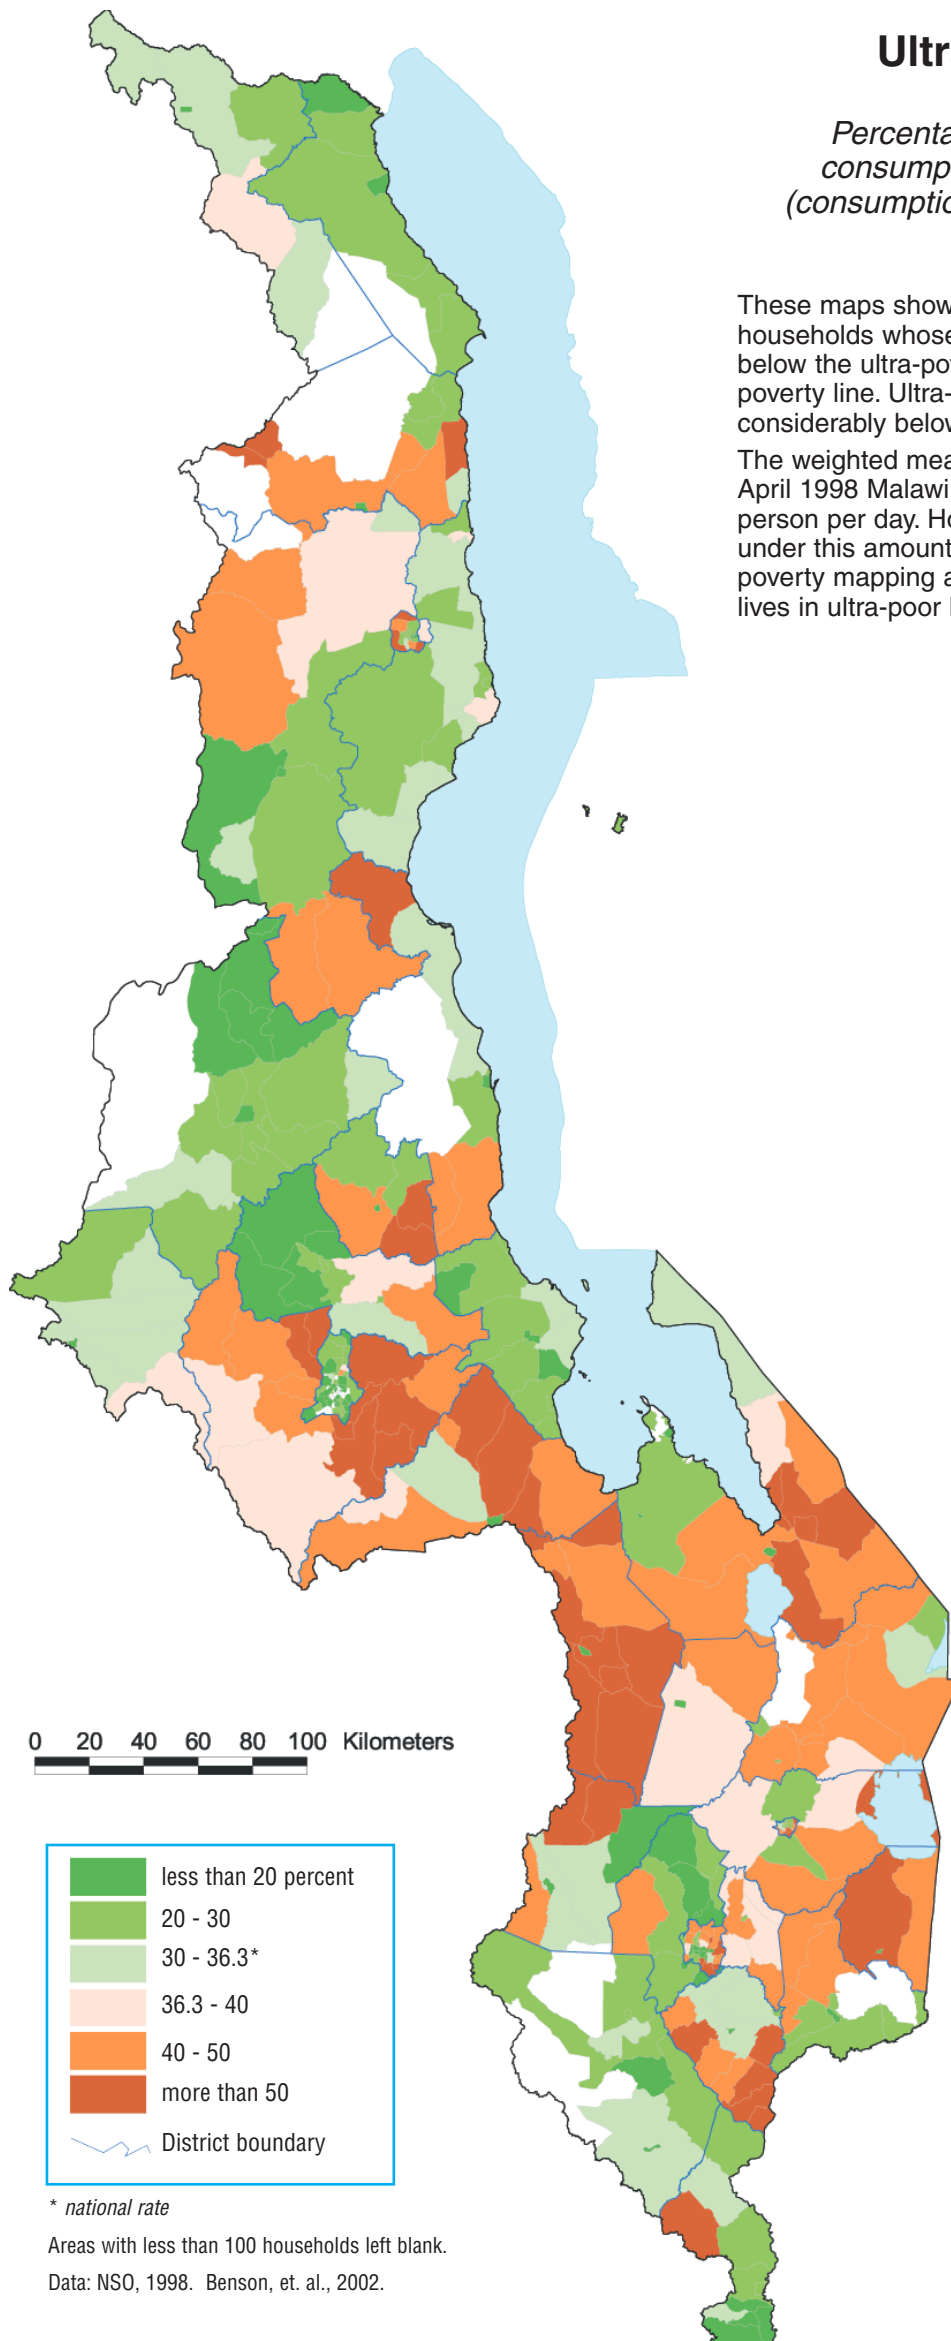 Ultr
Percenta
consump
(consumptio
These maps show
households whose
below the ultra-pov
poverty line. Ultra-
considerably below
The weighted mea
April 1998 Malawi
person per day. Ho
under this amount
poverty mapping a
lives in ultra-poor
0 20 40 60 80 100 Kilometers
less than 20 percent
20 - 30
30 - 36.3*
36.3 - 40
40 - 50
more than 50
District boundary
* national rate
Areas with less than 100 households left blank.
Data: NSO, 1998. Benson, et. al., 2002.